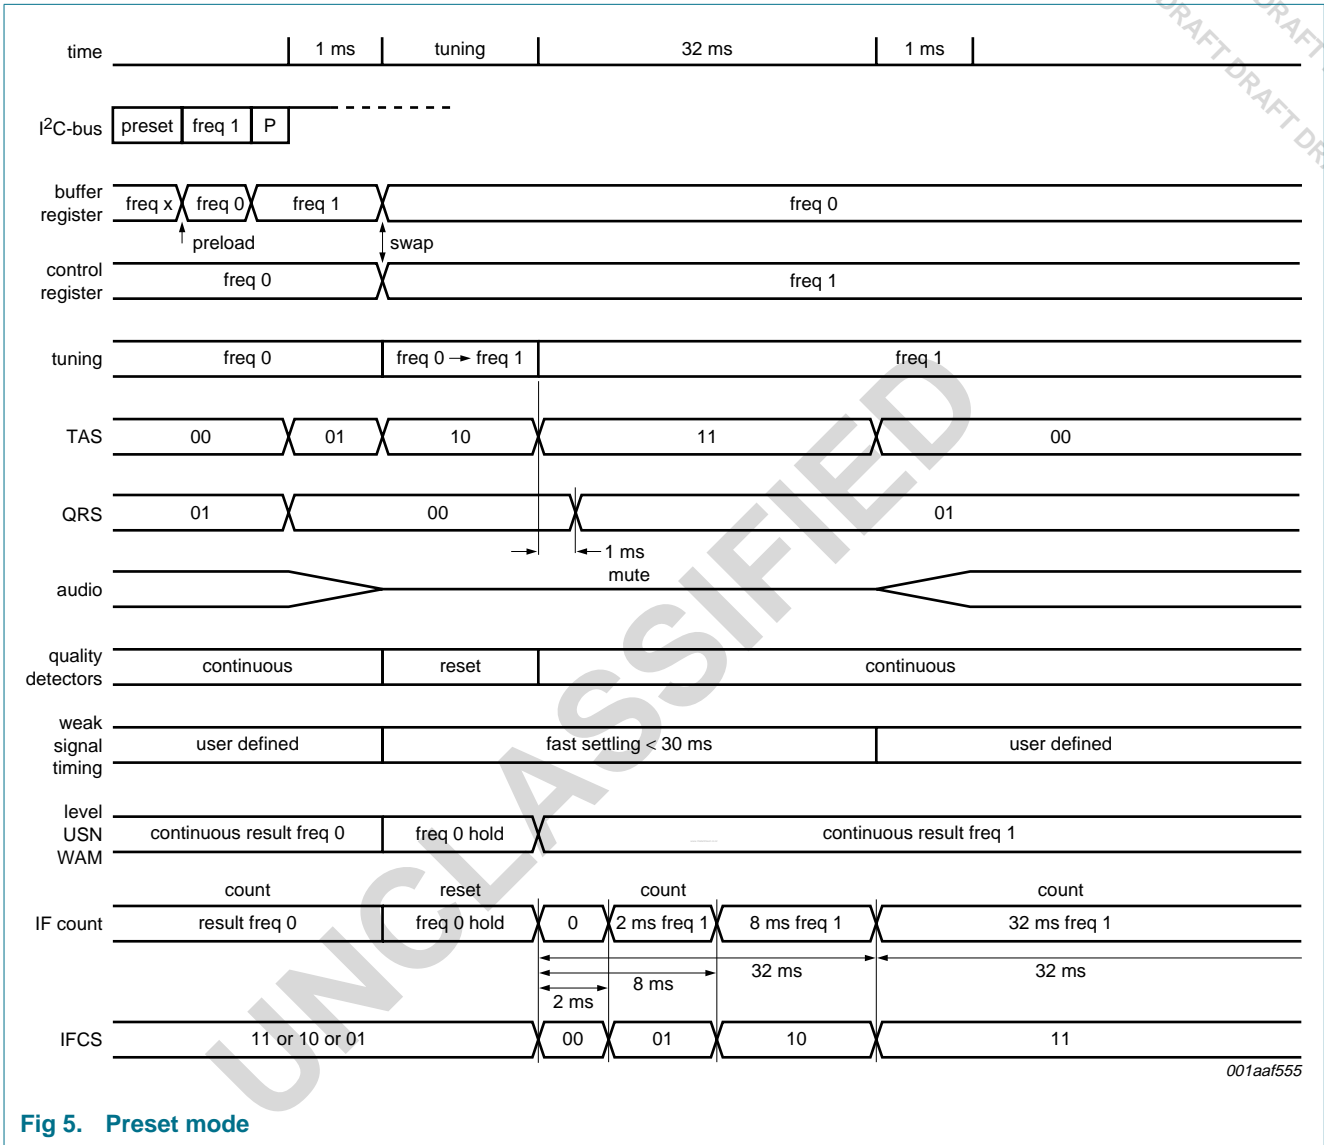 time 1 ms tuning 32 ms 1 ms
I2C-bus preset freq 1 P
buffer register freq x freq 0 freq 1 freq 0
preload swap
control register freq 0 freq 1
tuning freq 0 freq 0 → freq 1 freq 1
TAS 00 01 10 11 00
QRS 01 00 01
1 ms
audio mute
quality detectors continuous reset continuous
weak signal timing user defined fast settling < 30 ms user defined
level USN WAM continuous result freq 0 freq 0 hold continuous result freq 1
count reset count count
IF count result freq 0 freq 0 hold 0 2 ms freq 1 8 ms freq 1 32 ms freq 1
32 ms 32 ms
8 ms
2 ms
IFCS 11 or 10 or 01 00 01 10 11
001aaf555
Fig 5. Preset mode
UNCLASSIFIED
DRAFT DRAFT DRAFT
DRAFT